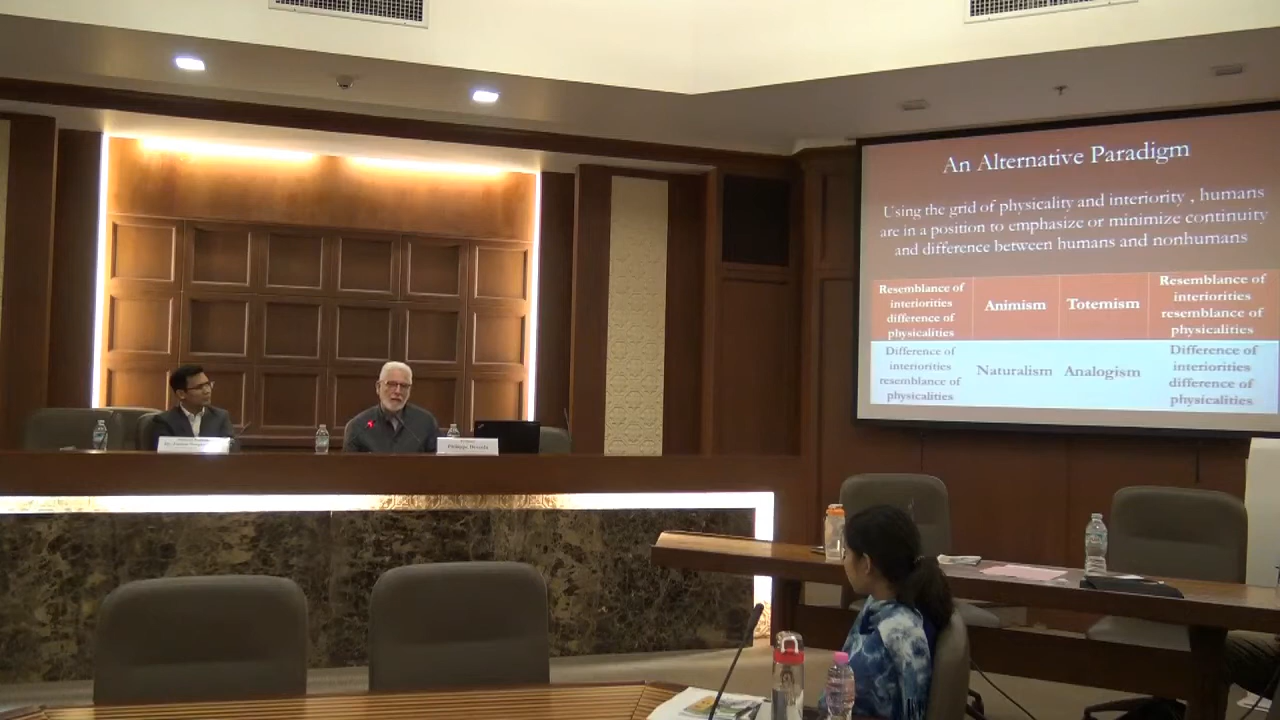 An Alternative Paradigm
Using the grid of physicality and interiority , humans
are in a position to emphasize or minimize continuity
and difference between humans and nonhumans
Resemblance of
interiorities
difference of
physicalities
Animism
Totemism
Resemblance of
interiorities
resemblance of
physicalities
Difference of
interiorities
resemblance of
physicalities
Naturalism
Analogism
Difference of
interiorities
difference of
physicalities
Philippe Descola